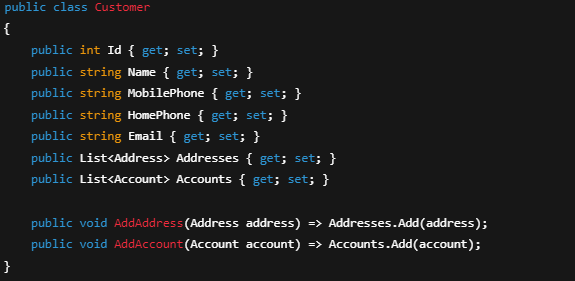 public class Customer
{
    public int Id { get; set; }
    public string Name { get; set; }
    public string MobilePhone { get; set; }
    public string HomePhone { get; set; }
    public string Email { get; set; }
    public List<Address> Addresses { get; set; }
    public List<Account> Accounts { get; set; }

    public void AddAddress(Address address) => Addresses.Add(address);
    public void AddAccount(Account account) => Accounts.Add(account);
}